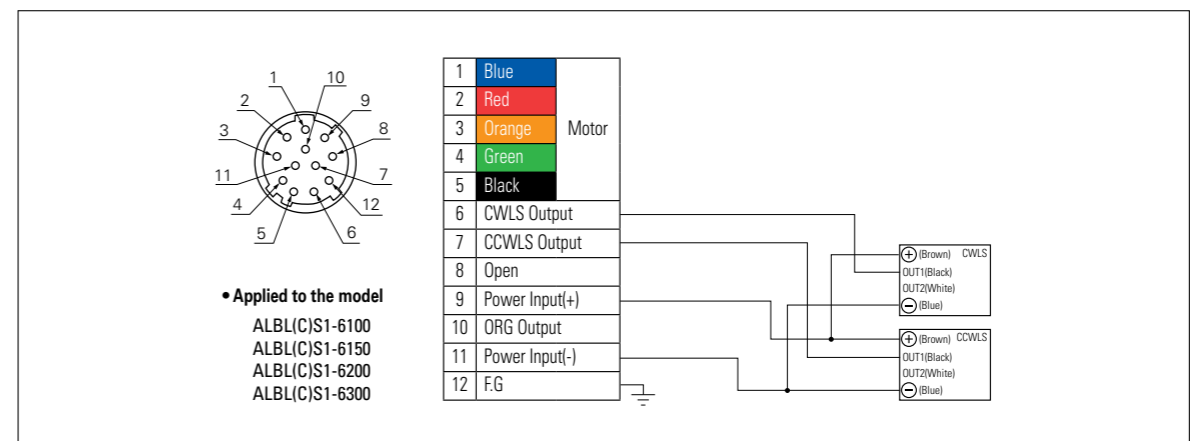 1 10
2 9
3 8
11 7
4 12
5 6
• Applied to the model
ALBL(C)S1-6100
ALBL(C)S1-6150
ALBL(C)S1-6200
ALBL(C)S1-6300
1 Blue
2 Red
3 Orange Motor
4 Green
5 Black
6 CWLS Output
7 CCWLS Output
8 Open
9 Power Input(+)
10 ORG Output
11 Power Input(-)
12 F.G
(Brown) CWLS
OUT1(Black)
OUT2(White)
(Blue)
(Brown) CCWLS
OUT1(Black)
OUT2(White)
(Blue)